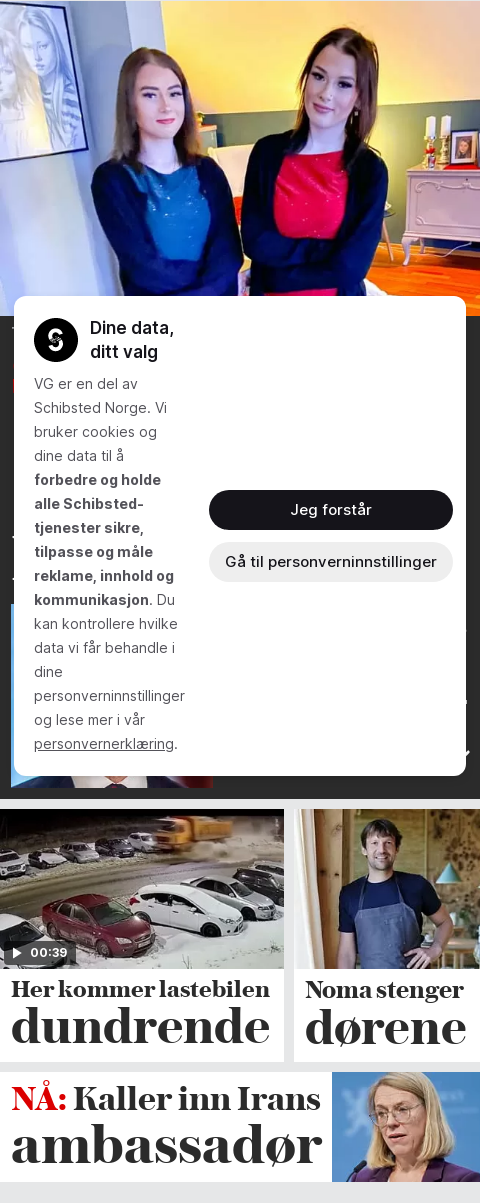 Dine data,
ditt valg
VG er en del av
Schibsted Norge. Vi
bruker cookies og
dine data til å
forbedre og holde
alle Schibsted-
tjenester sikre,
tilpasse og måle
reklame, innhold og
kommunikasjon. Du
kan kontrollere hvilke
data vi får behandle i
dine
personverninnstillinger
og lese mer i vår
personvernerklæring.
Jeg forstår
Gå til personverninnstillinger
00:39
Her kommer lastebilen
dundrende
Noma stenger
dørene
NÅ: Kaller inn Irans
ambassadør